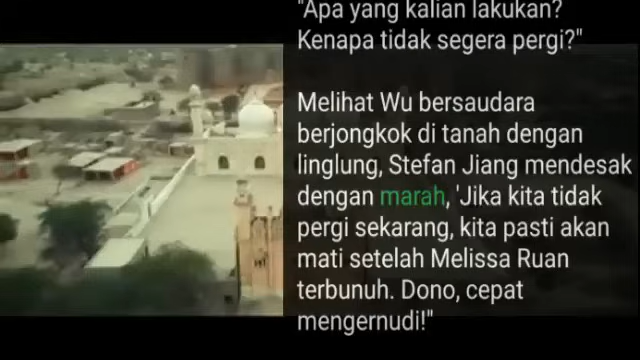 "Apa yang kalian lakukan?
Kenapa tidak segera pergi?"
Melihat Wu bersaudara
berjongkok di tanah dengan
linglung, Stefan Jiang mendesak
dengan marah, 'Jika kita tidak
pergi sekarang, kita pasti akan
mati setelah Melissa Ruan
terbunuh. Dono, cepat
mengernudi!"